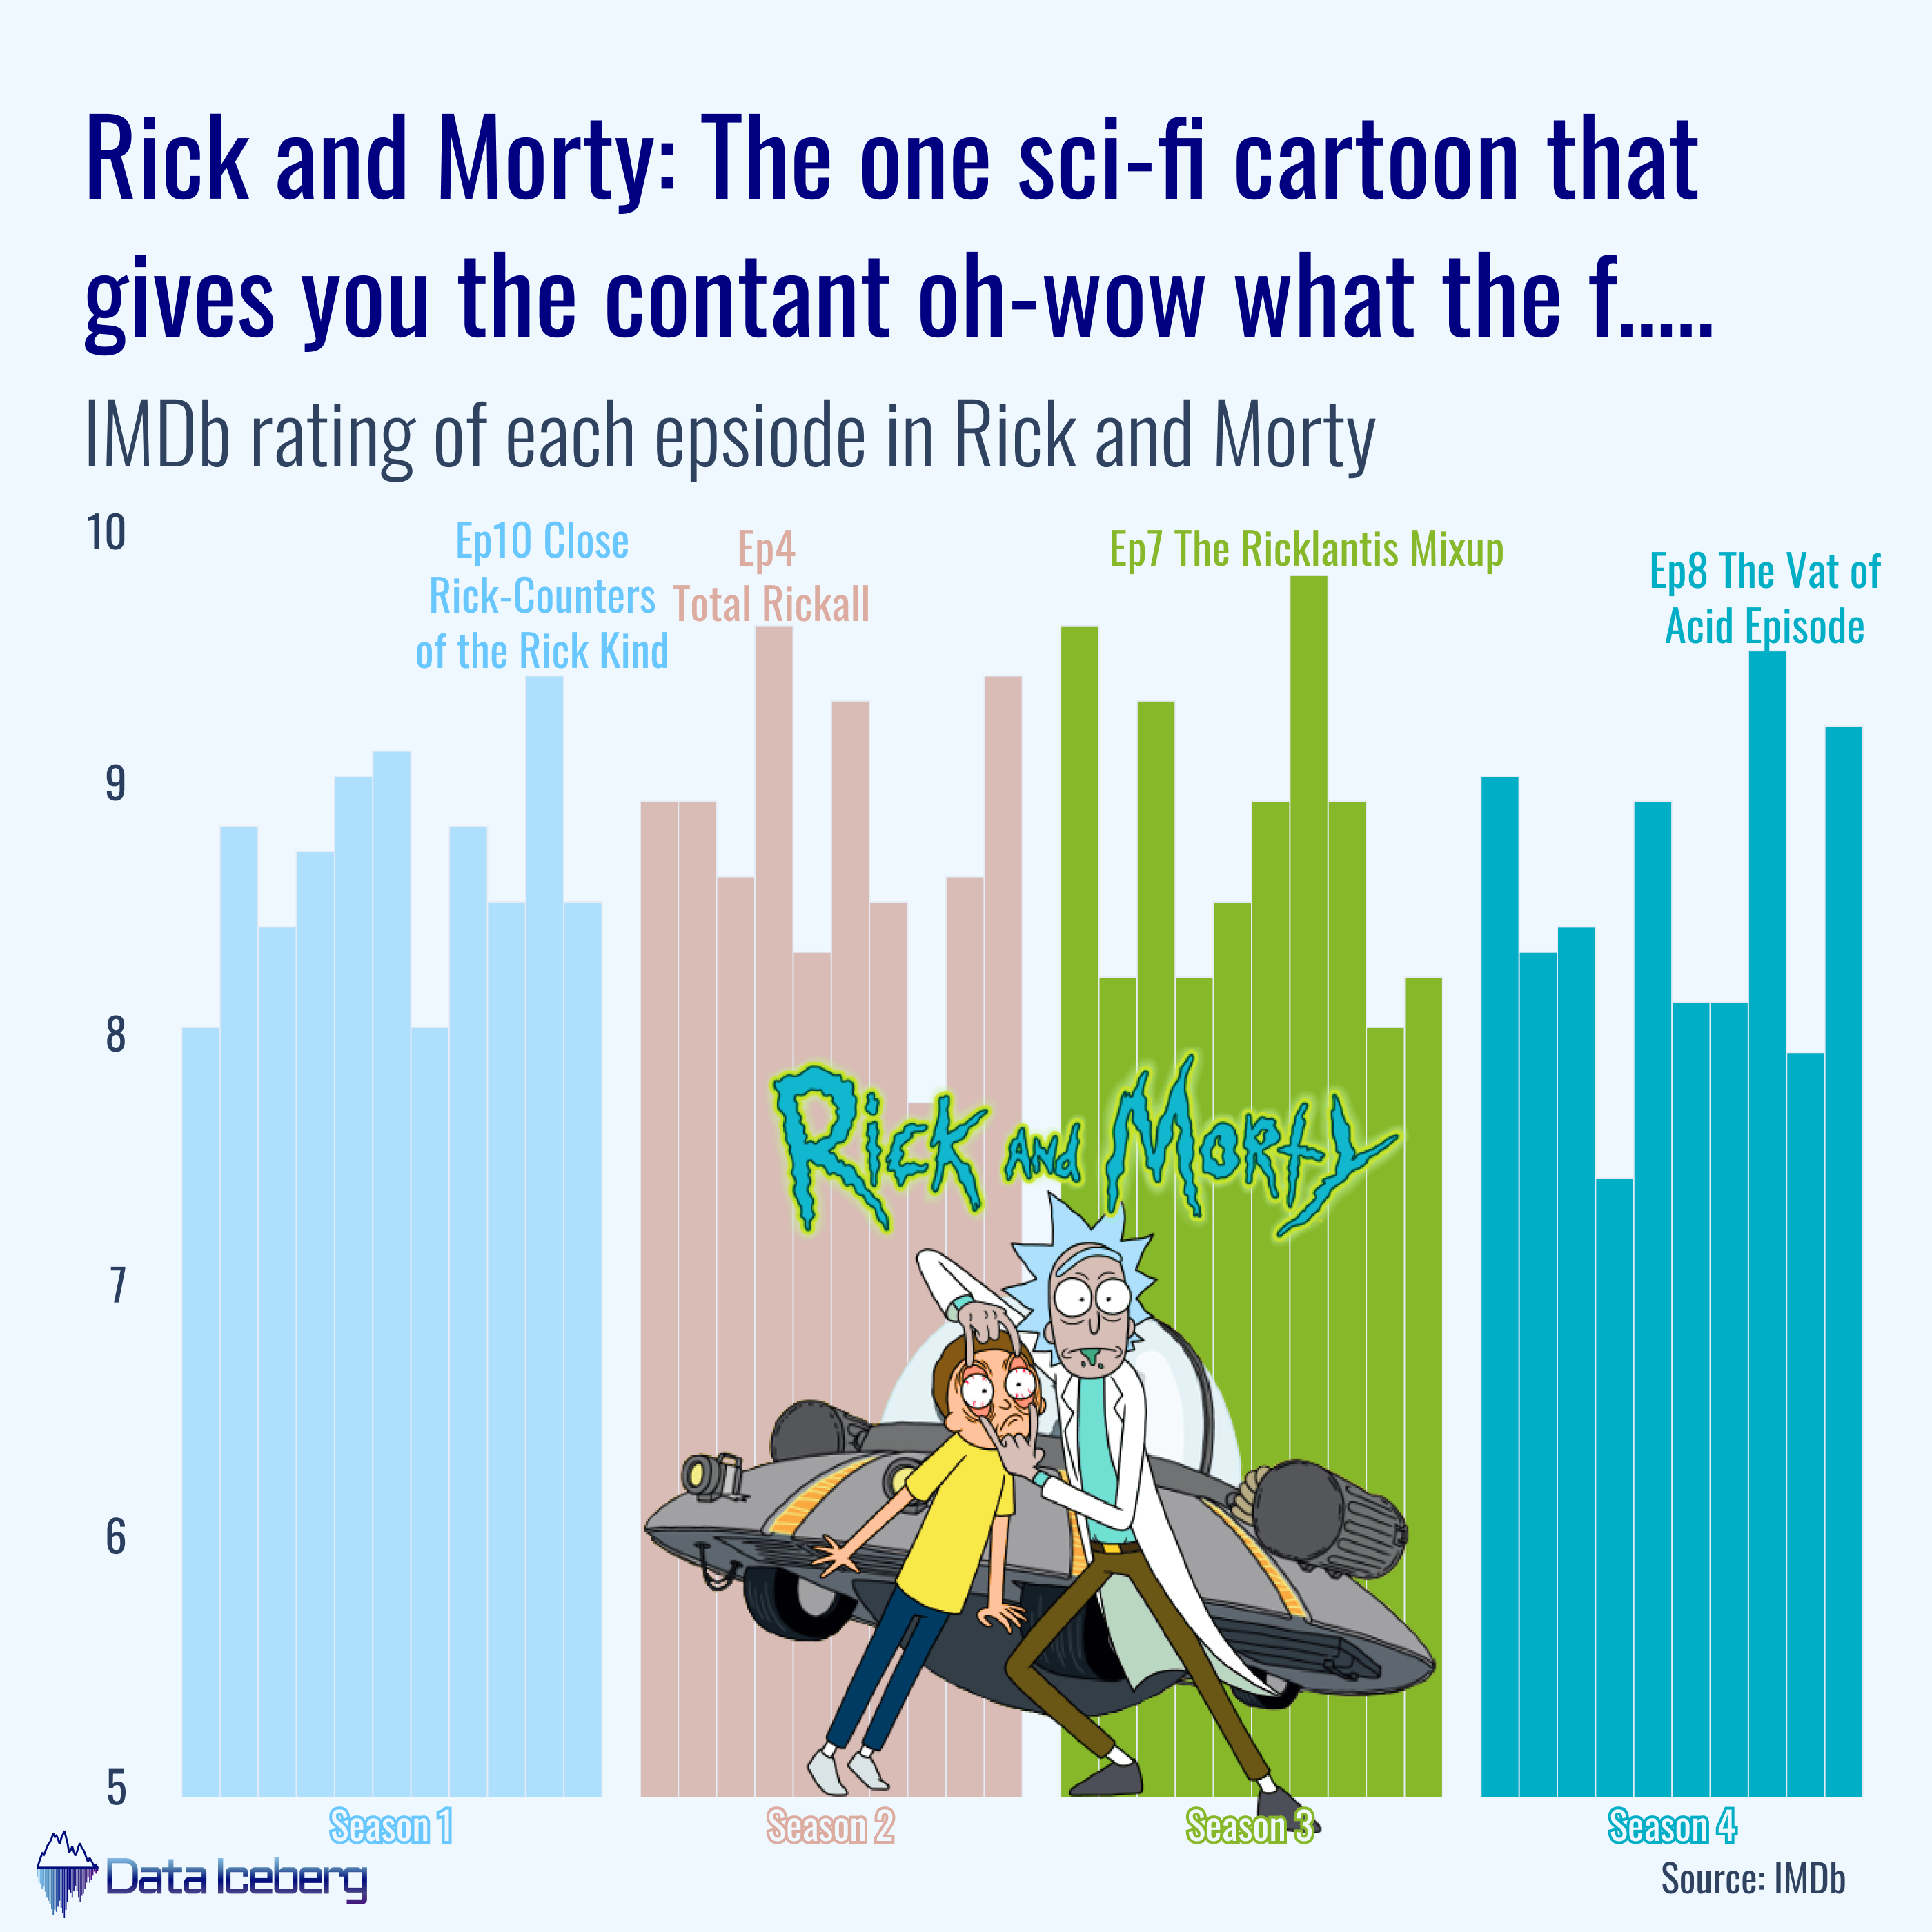 Rick and Morty: The one sci-fi cartoon that
gives you the contant oh-wow what the f.....
IMDb rating of each epsiode in Rick and Morty
10
9
8
7
6
5
Ep10 Close
Rick-Counters
of the Rick Kind
Ep4
Total Rickall
Ep7 The Ricklantis Mixup
Ep8 The Vat of
Acid Episode
Rick and Morty
Season 1
Season 2
Season 3
Season 4
Data Iceberg
Source: IMDb